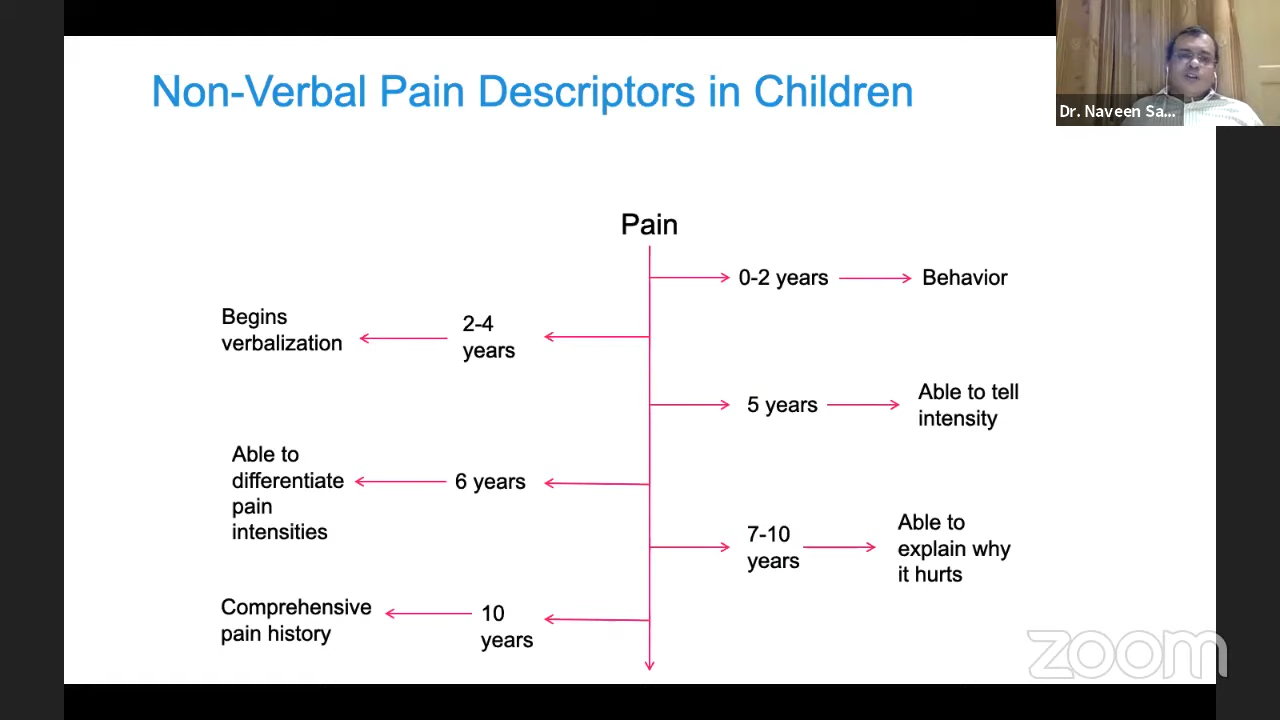 Non-Verbal Pain Descriptors in Children
Dr. Naveen Sa...
Pain
0-2 years
Behavior
Begins
verbalization
2-4
years
5 years
Able to tell
intensity
Able to
differentiate
pain
intensities
6 years
7-10
years
Able to
explain why
it hurts
Comprehensive
pain history
10
years
zoom